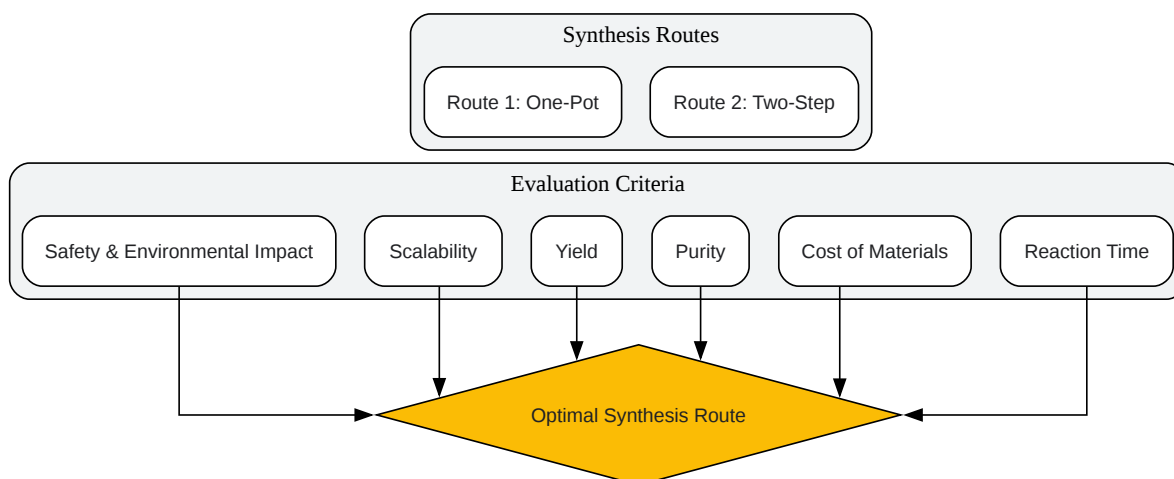 Synthesis Routes
Route 1: One-Pot
Route 2: Two-Step
Evaluation Criteria
Safety & Environmental Impact
Scalability
Yield
Purity
Cost of Materials
Reaction Time
Optimal Synthesis Route